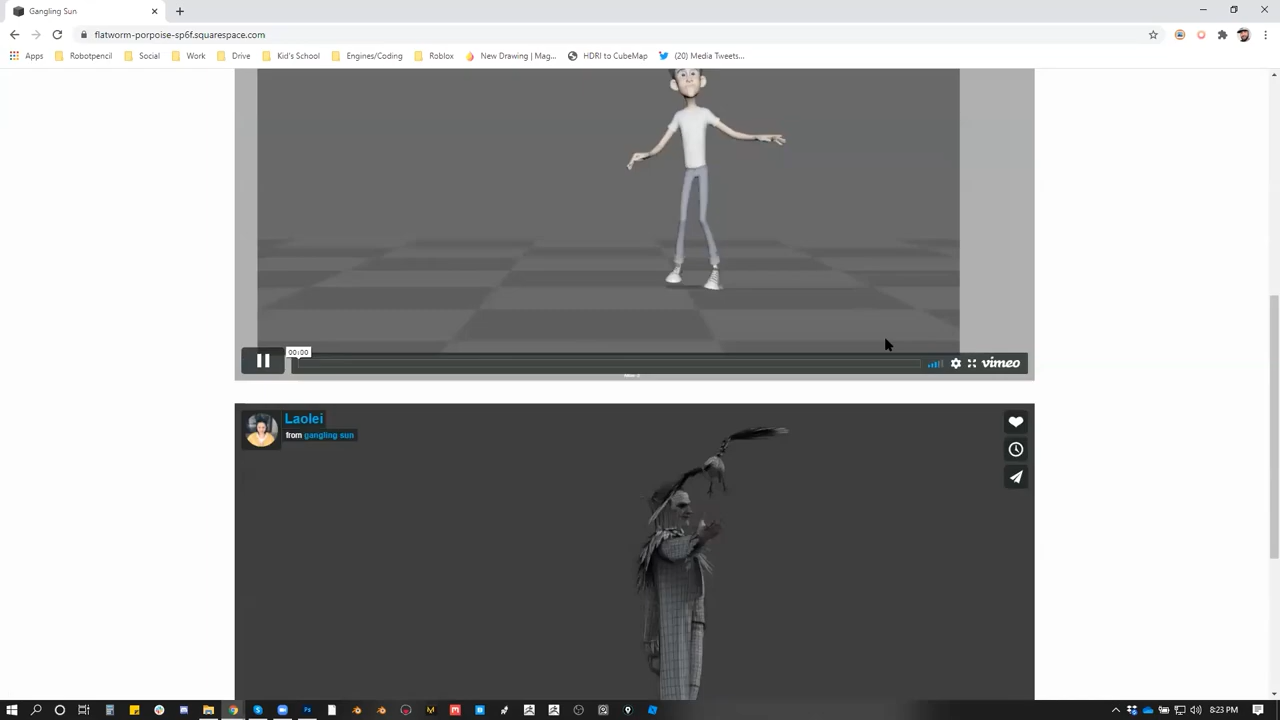 Gangling Sun
flatworm-porpoise-sp6f.squarespace.com
Apps
Robotpencil
Social
Work
Drive
Kid's School
Engines/Coding
Roblox
New Drawing | Mag...
HDRI to CubeMap
(20) Media Tweets...
00:00
vimeo
Laolei
from gangling sun
8:23 PM